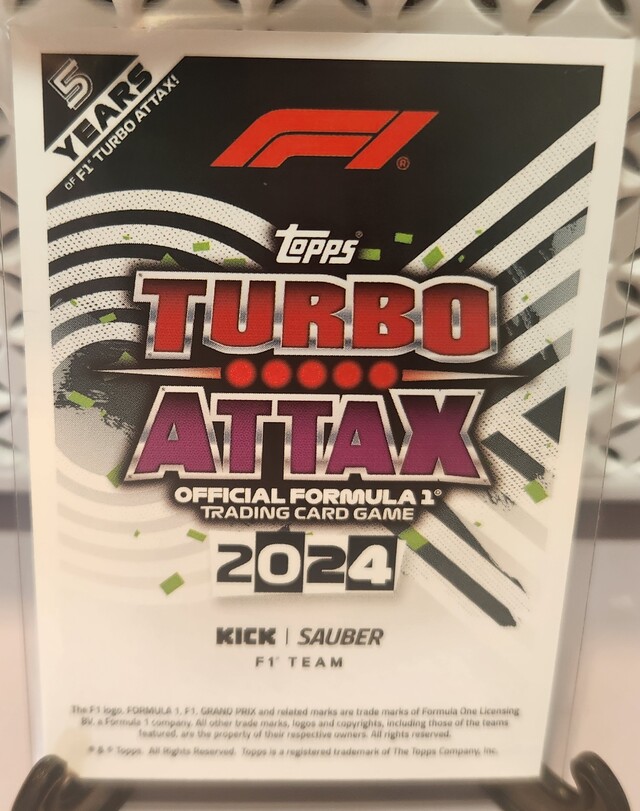 5
YEARS
OF F1® TURBO ATTAX!
F1®
Topps®
TURBO
ATTAX
OFFICIAL FORMULA 1®
TRADING CARD GAME
2024
KICK | SAUBER
F1® TEAM
The F1 logo, FORMULA 1, F1, GRAND PRIX and related marks are trade marks of Formula One Licensing
BV, a Formula 1 company. All other trade marks, logos and copyrights, including those of the teams
featured, are the property of their respective owners. All rights reserved.
® & © Topps. All Rights Reserved. Topps is a registered trademark of The Topps Company, Inc.